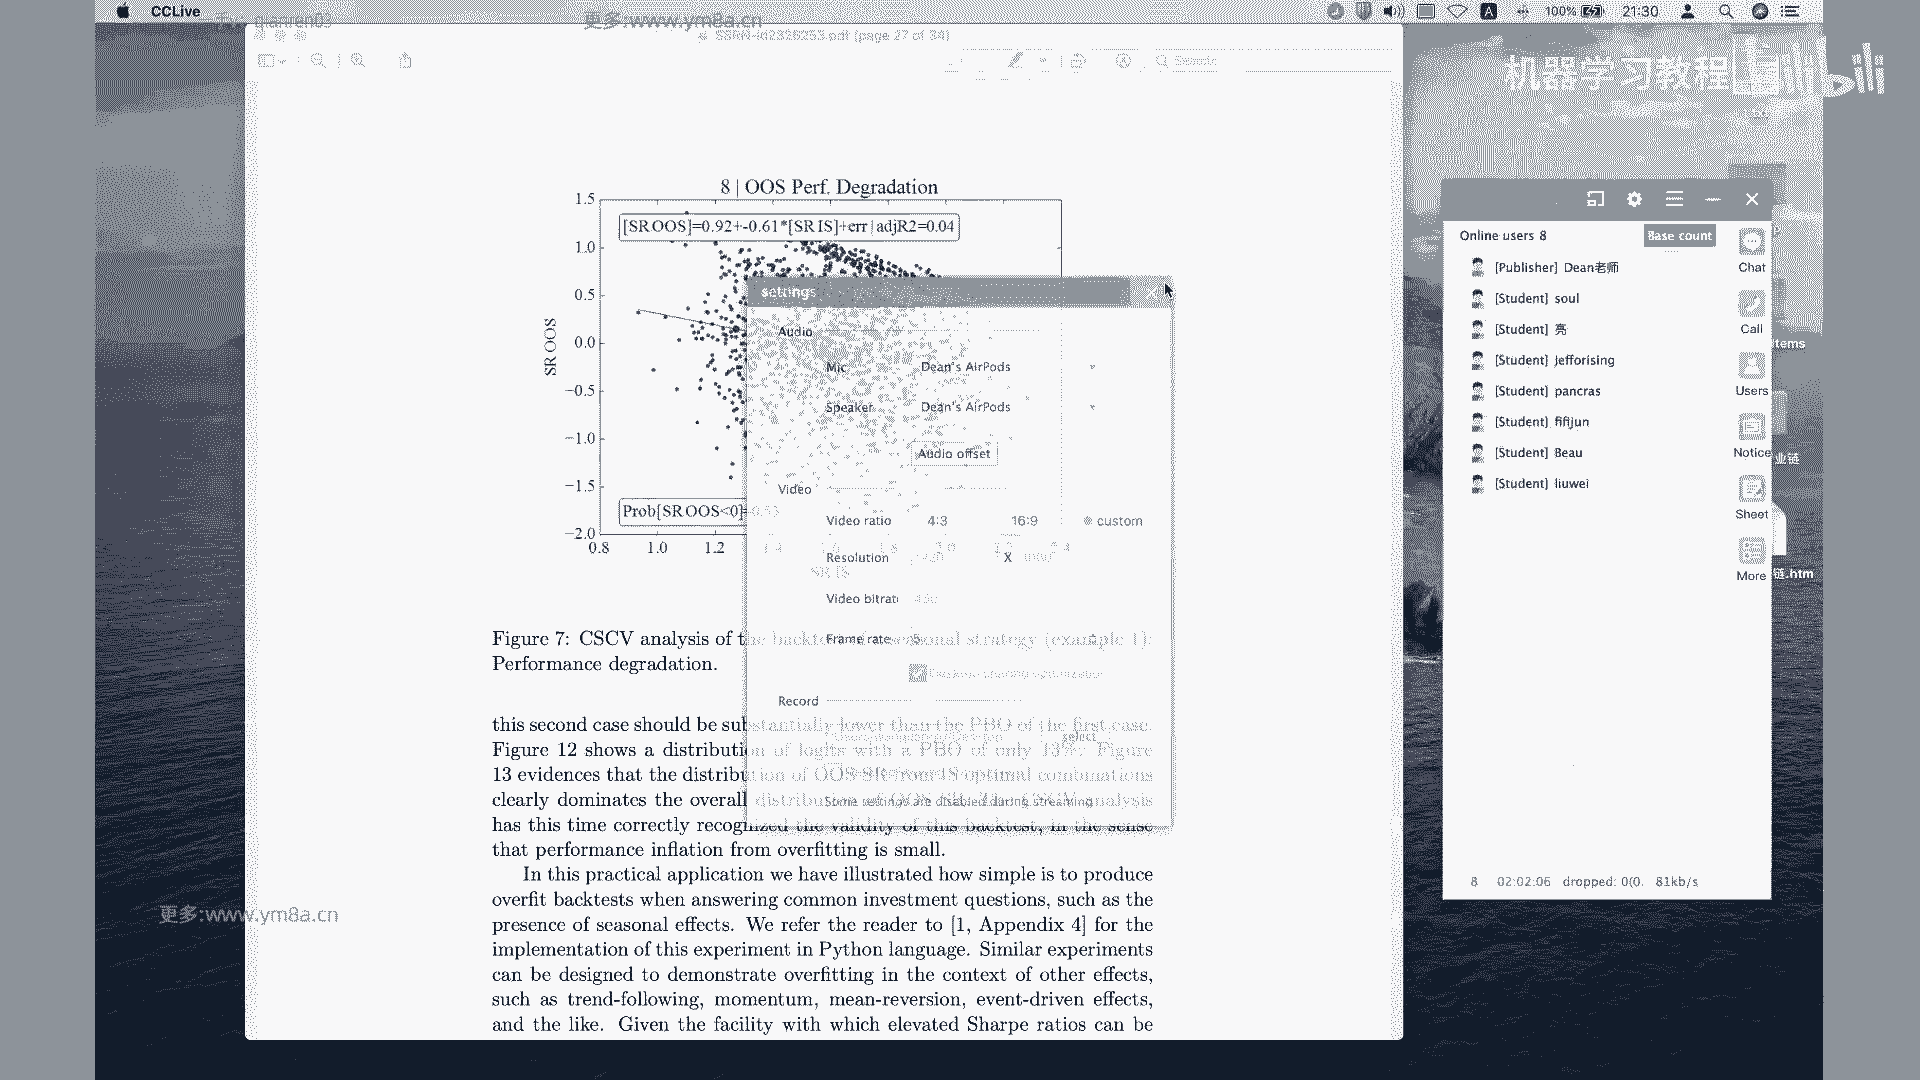 CCLive
100%
21:30
更多:www.ym8a.cn
SSRN-id2326253.pdf (page 27 of 34)
Search
机器学习教程
bilibili
8 | OOS Perf. Degradation
[SR OOS]=0.92+-0.61*[SR IS]+err|adjR2=0.04
SR OOS
1.5
1.0
0.5
0.0
−0.5
−1.0
−1.5
−2.0
Prob[SR OOS<0]=0.53
0.8 1.0 1.2
settings
Audio
Mic Dean's AirPods
Speaker Dean's AirPods
Audio offset
Video
Video ratio 4:3 16:9 custom
Resolution X
Video bitrat
Frame rate 5
Record
select
Some settings are disabled during streaming
Figure 7: CSCV analysis of the backtest of a seasonal strategy (example 1):
Performance degradation.
this second case should be substantially lower than the PBO of the first case.
Figure 12 shows a distribution of logits with a PBO of only 13%. Figure
13 evidences that the distribution of OOS SR from IS optimal combinations
clearly dominates the overall distribution of OOS SR. The CSCV analysis
has this time correctly recognized the validity of this backtest, in the sense
that performance inflation from overfitting is small.
In this practical application we have illustrated how simple is to produce
overfit backtests when answering common investment questions, such as the
presence of seasonal effects. We refer the reader to [1, Appendix 4] for the
implementation of this experiment in Python language. Similar experiments
can be designed to demonstrate overfitting in the context of other effects,
such as trend-following, momentum, mean-reversion, event-driven effects,
and the like. Given the facility with which elevated Sharpe ratios can be
更多:www.ym8a.cn
Online users 8
Base count
[Publisher] Dean老师
[Student] soul
[Student] 亮
[Student] Jefforising
[Student] pancras
[Student] fifijun
[Student] Beau
[Student] liuwei
Chat
Call
Users
Notice
Sheet
More
8 02:02:06 dropped: 0(0. 81kb/s
items
业链
链.htm